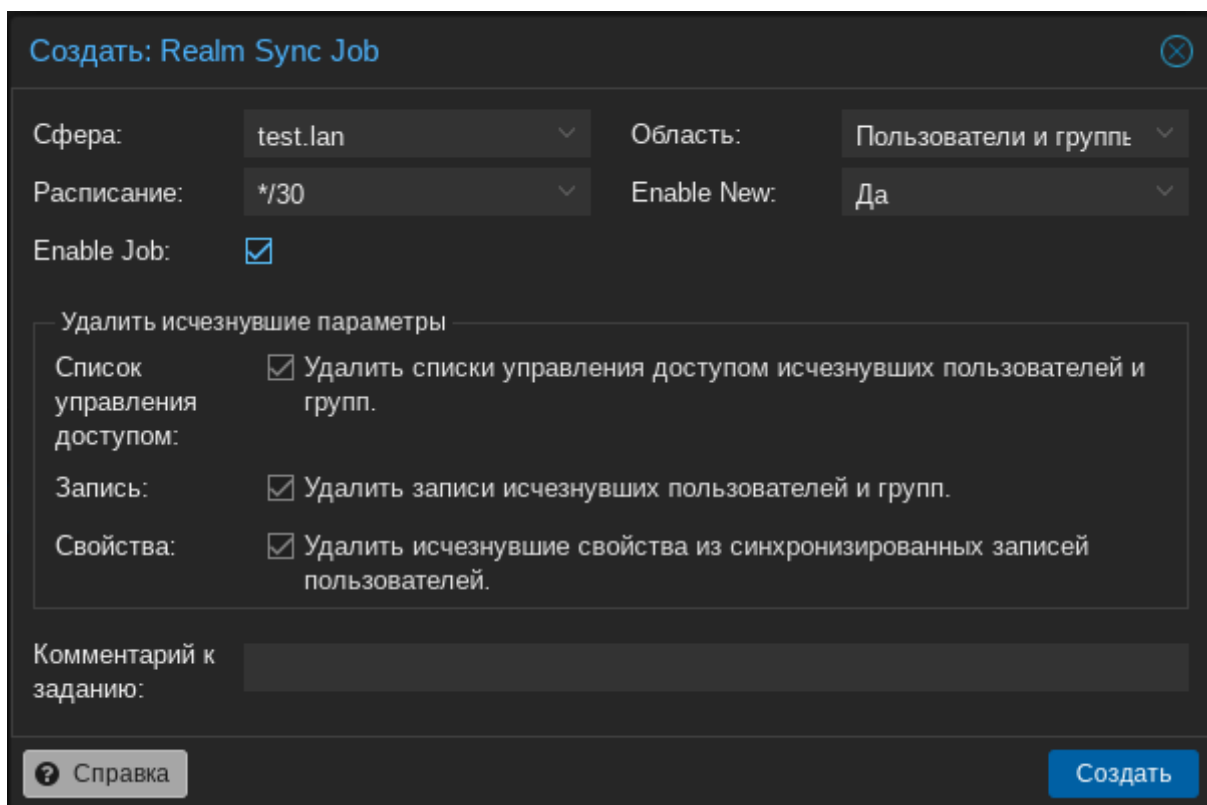 Создать: Realm Sync Job
Сфера: test.lan Область: Пользователи и группы
Расписание: */30 Enable New: Да
Enable Job:
Удалить исчезнувшие параметры
Список управления доступом:
Удалить списки управления доступом исчезнувших пользователей и
групп.
Запись: Удалить записи исчезнувших пользователей и групп.
Свойства: Удалить исчезнувшие свойства из синхронизированных записей
пользователей.
Комментарий к
заданию:
Справка Создать